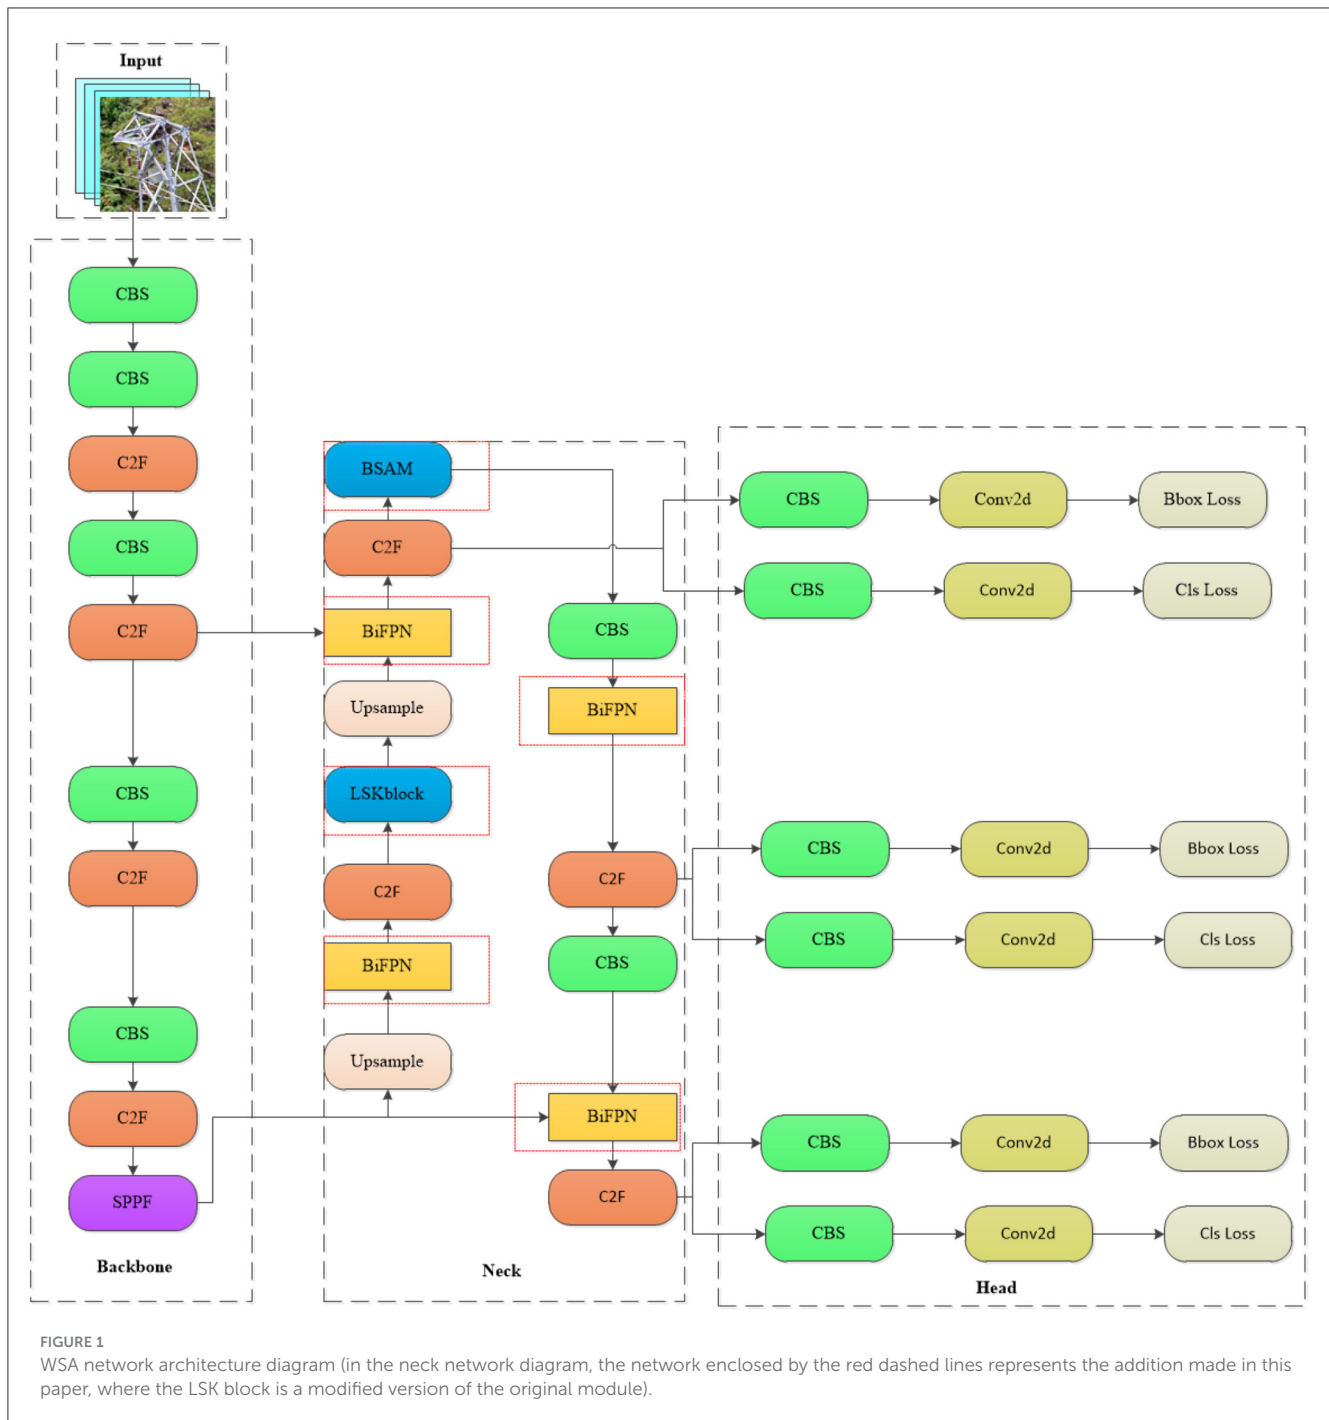 Input
CBS
CBS
C2F
CBS
C2F
CBS
C2F
CBS
C2F
SPPF
Backbone
BSAM
C2F
BiFPN
Upsample
LSKblock
C2F
BiFPN
Upsample
CBS
BiFPN
C2F
CBS
BiFPN
C2F
Neck
CBS Conv2d Bbox Loss
CBS Conv2d Cls Loss
CBS Conv2d Bbox Loss
CBS Conv2d Cls Loss
CBS Conv2d Bbox Loss
CBS Conv2d Cls Loss
Head
FIGURE 1
WSA network architecture diagram (in the neck network diagram, the network enclosed by the red dashed lines represents the addition made in this
paper, where the LSK block is a modified version of the original module).